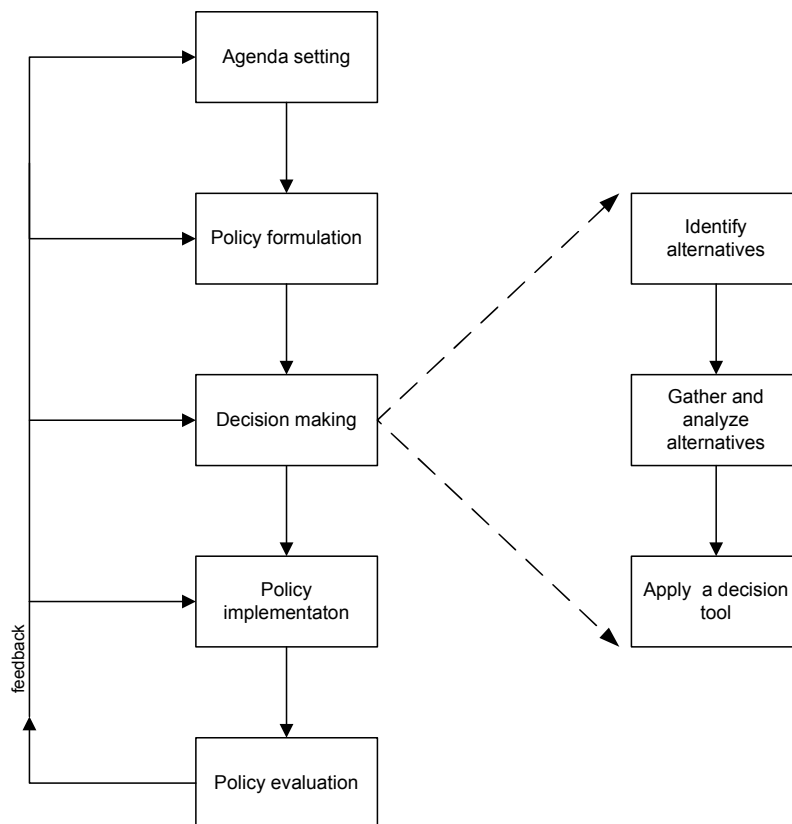 Agenda setting
Policy formulation
Identify
alternatives
Decision making
Gather and
analyze
alternatives
Policy
implementaton
Apply  a decision
tool
feedback
Policy evaluation